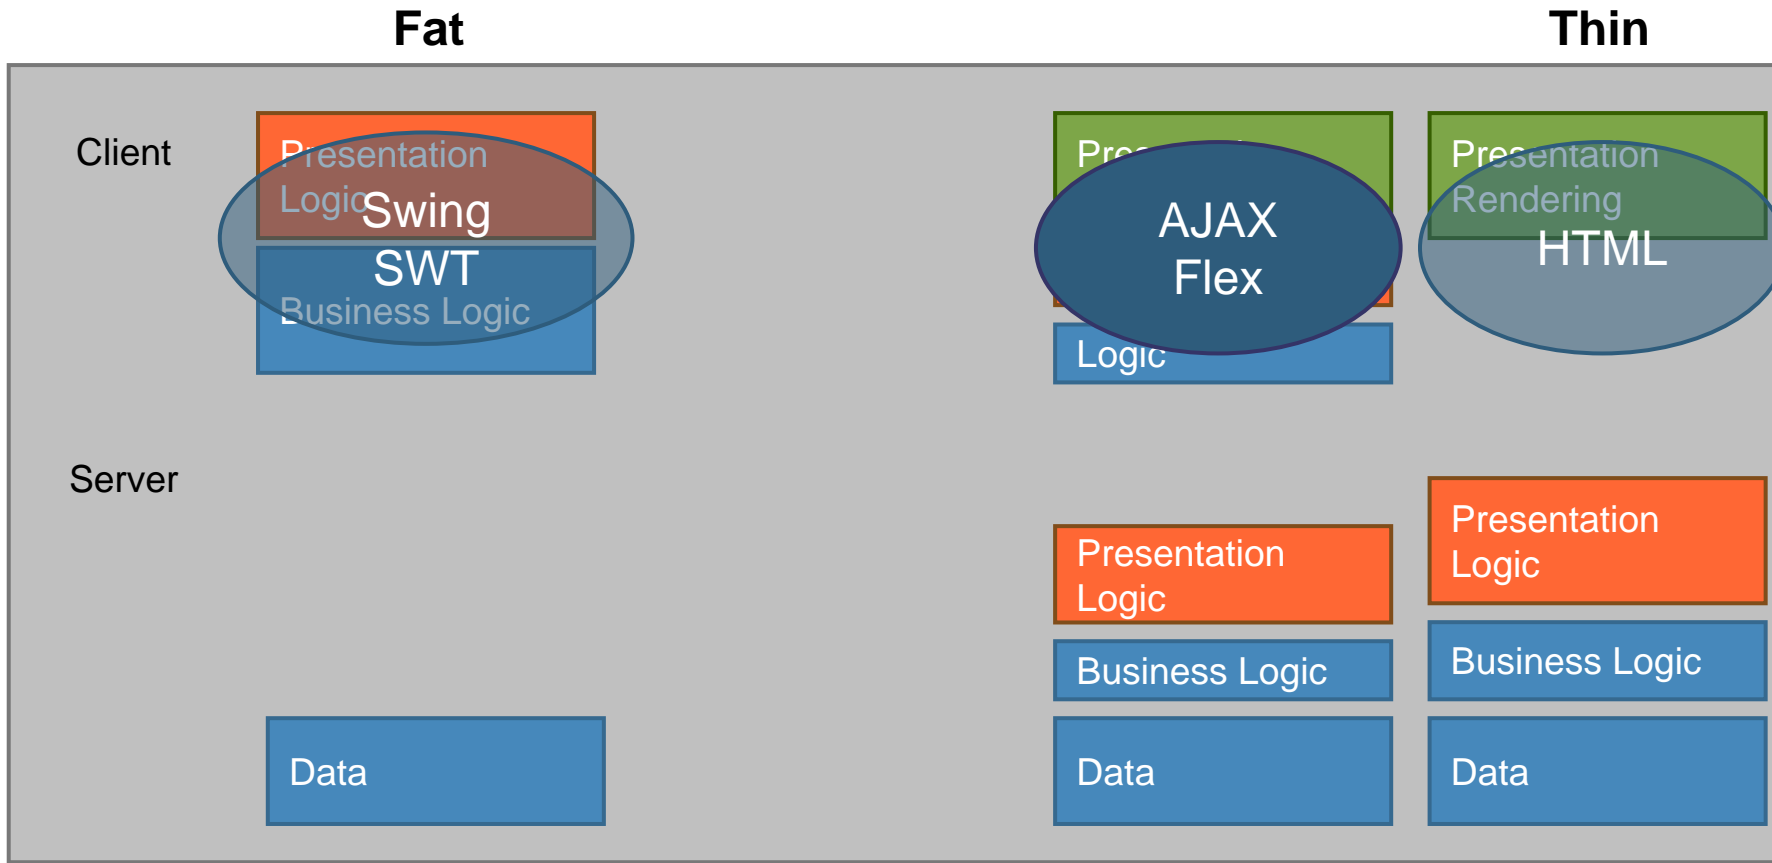 Fat
Thin
Client
Presentation
Logic
Swing
SWT
Business Logic
AJAX
Flex
Logic
Presentation
Rendering
HTML
Server
Presentation
Logic
Business Logic
Presentation
Logic
Business Logic
Data
Data
Data